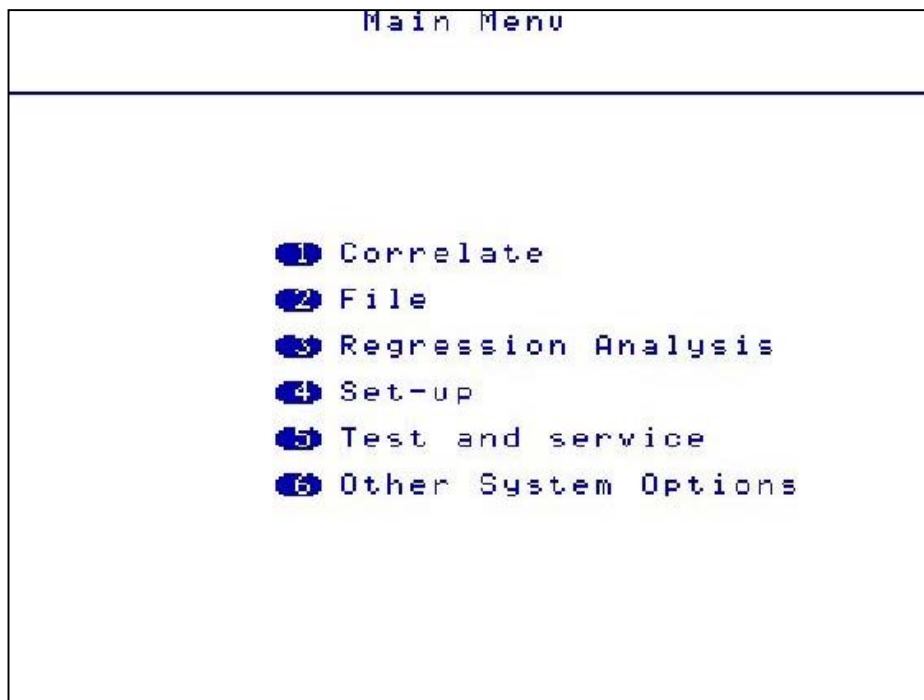 Main Menu
1 Correlate
2 File
3 Regression Analysis
4 Set-up
5 Test and service
6 Other System Options